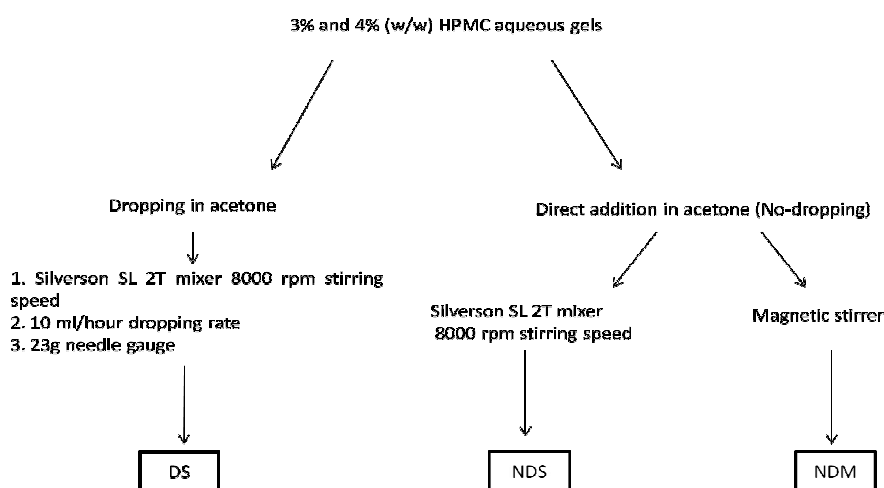 3% and 4% (w/w) HPMC aqueous gels
Dropping in acetone
Direct addition in acetone (No-dropping)
1. Silverson SL 2T mixer 8000 rpm stirring
speed
2. 10 ml/hour dropping rate
3. 23g needle gauge
Silverson SL 2T mixer
8000 rpm stirring speed
Magnetic stirrer
DS
NDS
NDM